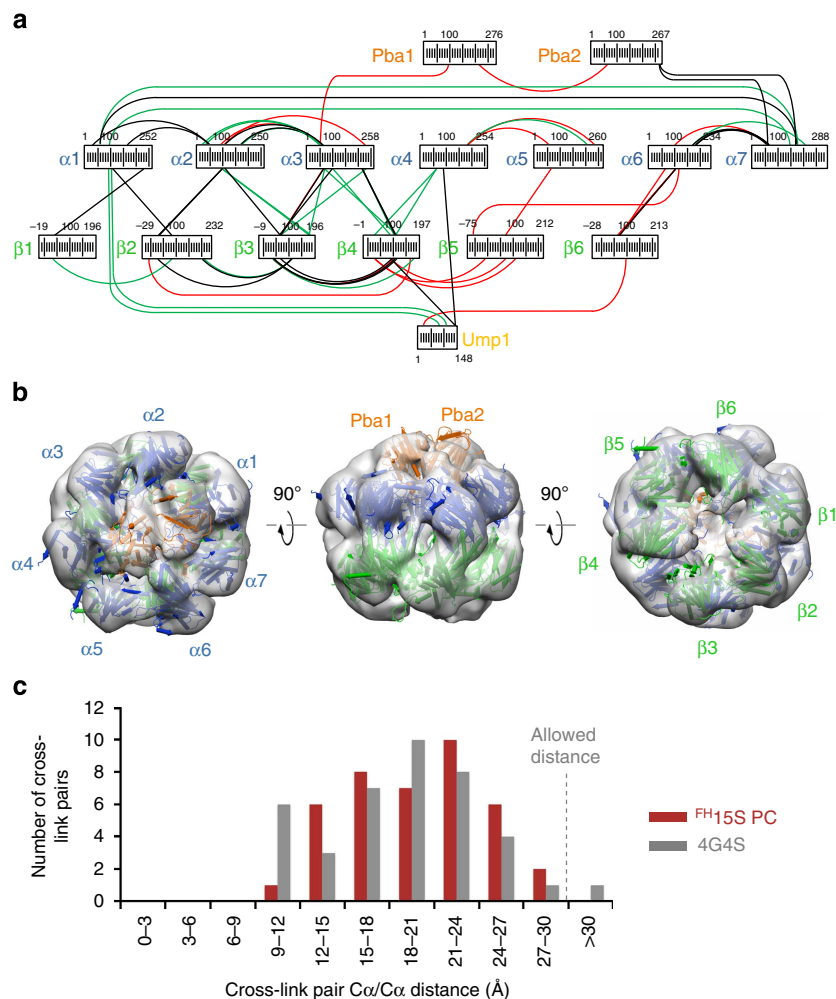 a
1 100 276
Pba1
1 100 267
Pba2
1 100 252
α1
1 100 250
α2
1 100 258
α3
1 100 254
α4
1 100 260
α5
1 100 234
α6
1 100 288
α7
−19 100 196
β1
−29 100 232
β2
−9 100 196
β3
−1 100 197
β4
−75 100 212
β5
−28 100 213
β6
Ump1
1 148
b
α2
α3
α1
α4
α7
α5
α6
90°
Pba1
Pba2
90°
β6
β5
β1
β4
β2
β3
c
Number of cross-
link pairs
12
10
8
6
4
2
0
0–3
3–6
6–9
9–12
12–15
15–18
18–21
21–24
24–27
27–30
>30
Cross-link pair Cα/Cα distance (Å)
Allowed
distance
FH15S PC
4G4S